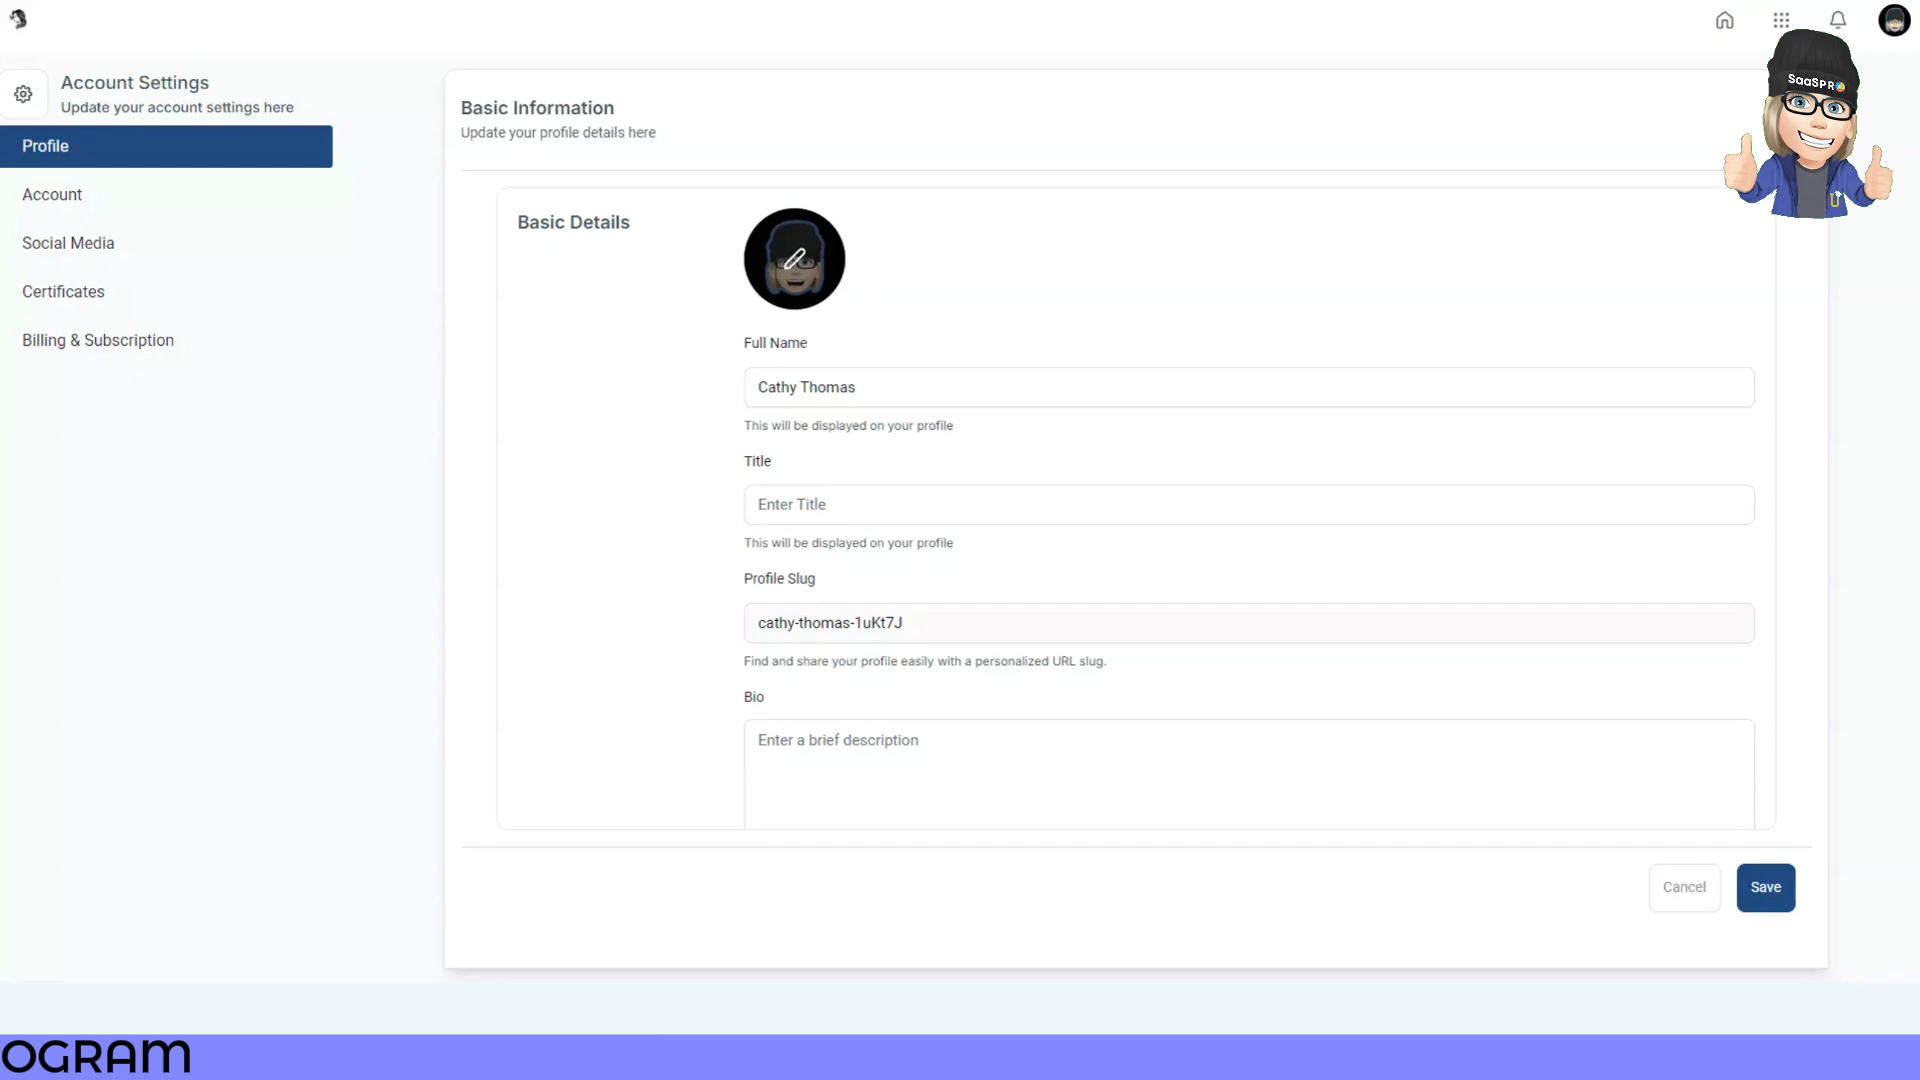 Account Settings
Update your account settings here
Profile
Account
Social Media
Certificates
Billing & Subscription
Basic Information
Update your profile details here
SaaSPRO
Basic Details
Full Name
Cathy Thomas
This will be displayed on your profile
Title
Enter Title
This will be displayed on your profile
Profile Slug
cathy-thomas-1uKt7J
Find and share your profile easily with a personalized URL slug.
Bio
Enter a brief description
Cancel
Save
OGRAM